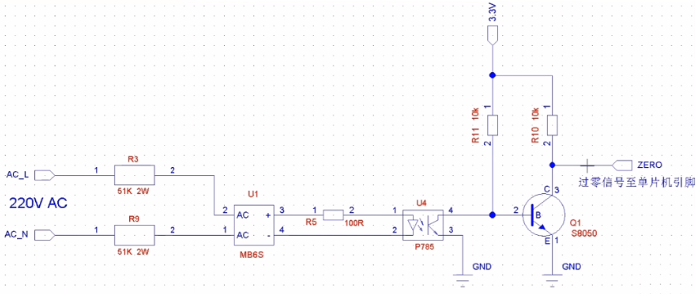 3.3V
1
1
R11 10k
R10 10k
2
2
ZERO
过零信号至单片机引脚
C
3
AC_L
1
R3
2
51K 2W
220V AC
U1
2
AC
+
3
1
AC
-
4
MB6S
R5
1
2
100R
U4
1
4
2
3
P785
2
B
Q1
S8050
E
1
AC_N
1
R9
2
51K 2W
GND
GND